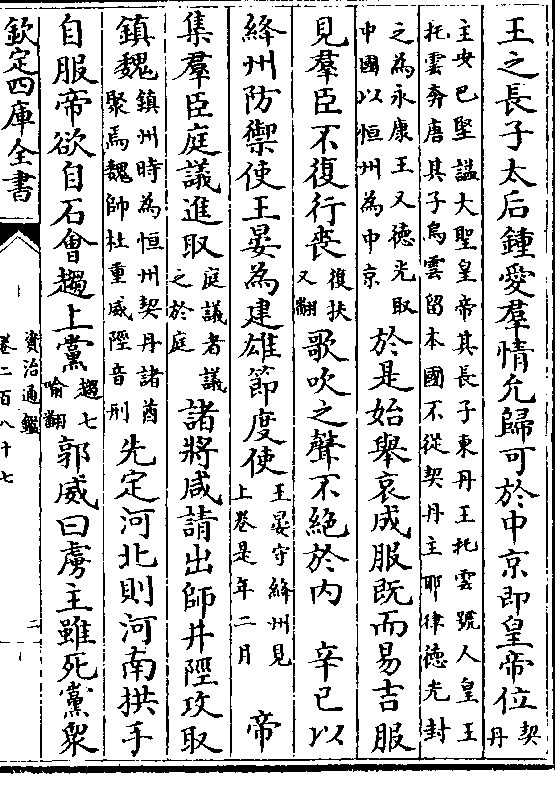 王之長子太后鍾愛羣情允歸可於中京即皇帝位契丹
主安巴堅諡大聖皇帝其長子東丹王托雲號人皇王
托雲奔唐其子烏雲留本國不從契丹主耶律德光封
之為永康王又德光取
中國以恒州為中京
於是始舉哀成服既而易吉服
見羣臣不復行喪復扶又翻歌吹之聲不絶於内 辛巳以
絳州防禦使王晏為建雄節度使王晏守絳州見上卷是年二月 帝
集羣臣庭議進取庭議者議之於庭諸將咸請出師井陘攻取
鎮魏鎮州時為恒州契丹諸酋聚焉魏帥杜重威陘音刑先定河北則河南拱手
自服帝欲自石會趨上黨趨七喻翻郭威曰虜主雖死黨衆
欽定四庫全書
資治通鑑
卷二百八十七
二